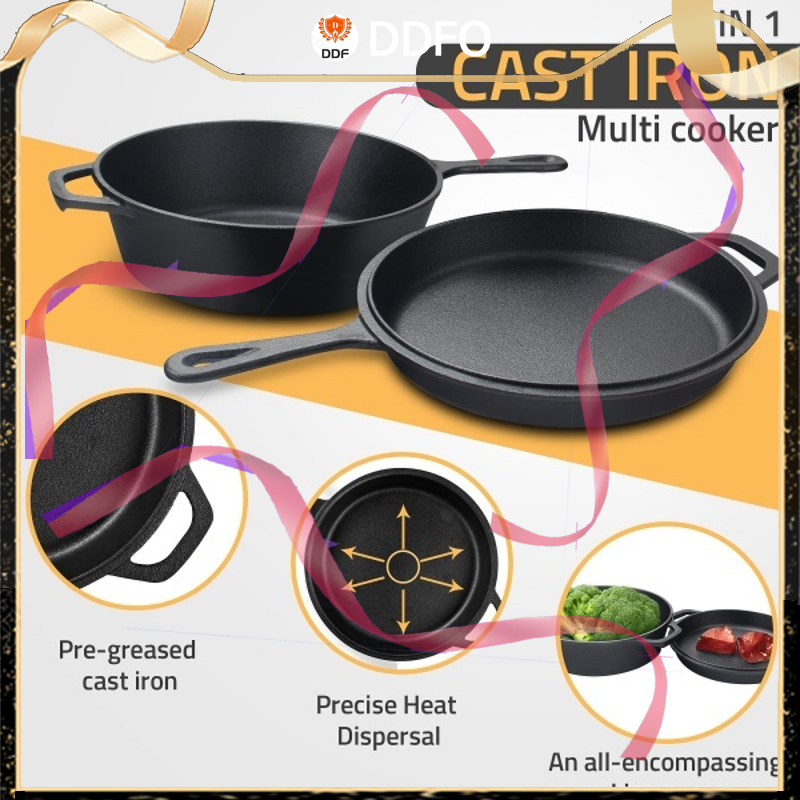 DDF
DDFO
IN 1
CAST IRON
Multi cooker
Pre-greased
cast iron
Precise Heat
Dispersal
An all-encompassing